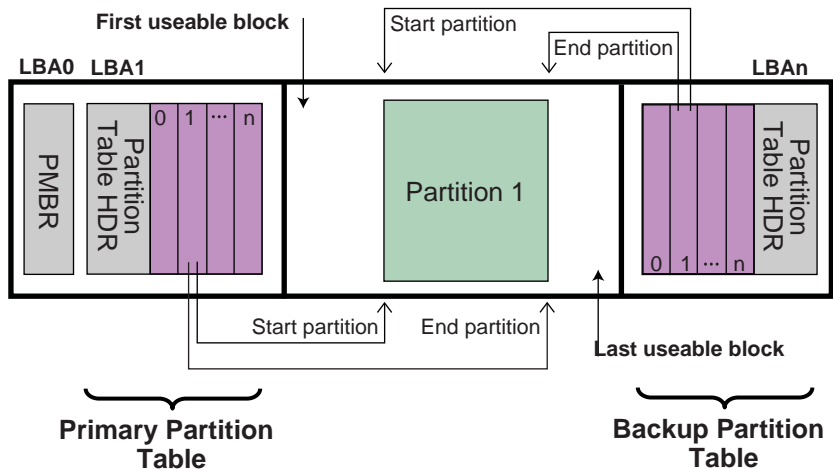 First useable block
Start partition
End partition
LBA0
LBA1
LBAn
PMBR
Partition
Table HDR
0 1 ... n
Partition 1
0 1 ... n
Partition
Table HDR
Start partition
End partition
Last useable block
Primary Partition
Table
Backup Partition
Table